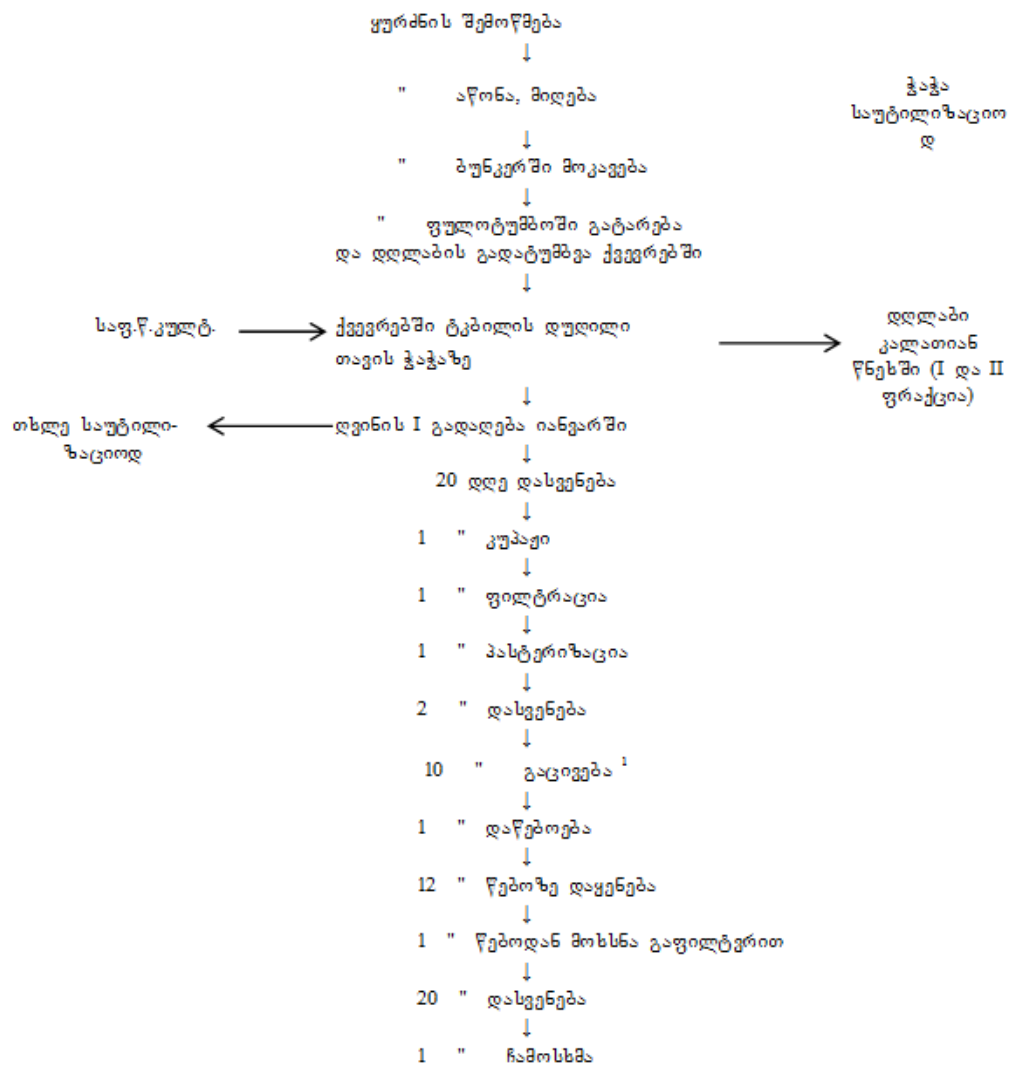 ყურძნის შემოწმება
↓
" აწონა, მიღება
ჭაჭა
საუტილიზაციო
დ
↓
" ბუნკერში მოკავება
↓
" ფულოტუმბოში გატარება
და დღლაბის გადატუმბვა ქვევრებში
↓
საფ.წ.კულტ.
ქვევრებში ტკბილის დუღილი
თავის ჭაჭაზე
დღლაბი
კალათიან
წნეხში (I და II
ფრაქცია)
↓
თხლე საუტილი-
ზაციოდ
ღვინის I გადაღება იანვარში
↓
20 დღე დასვენება
↓
1 " კუპაჟი
↓
1 " ფილტრაცია
↓
1 " პასტერიზაცია
↓
2 " დასვენება
↓
10 " გაცივება ¹
↓
1 " დაწებოება
↓
12 " წებოზე დაყენება
↓
1 " წებოდან მოხსნა გაფილტვრით
↓
20 " დასვენება
↓
1 " ჩამოსხმა